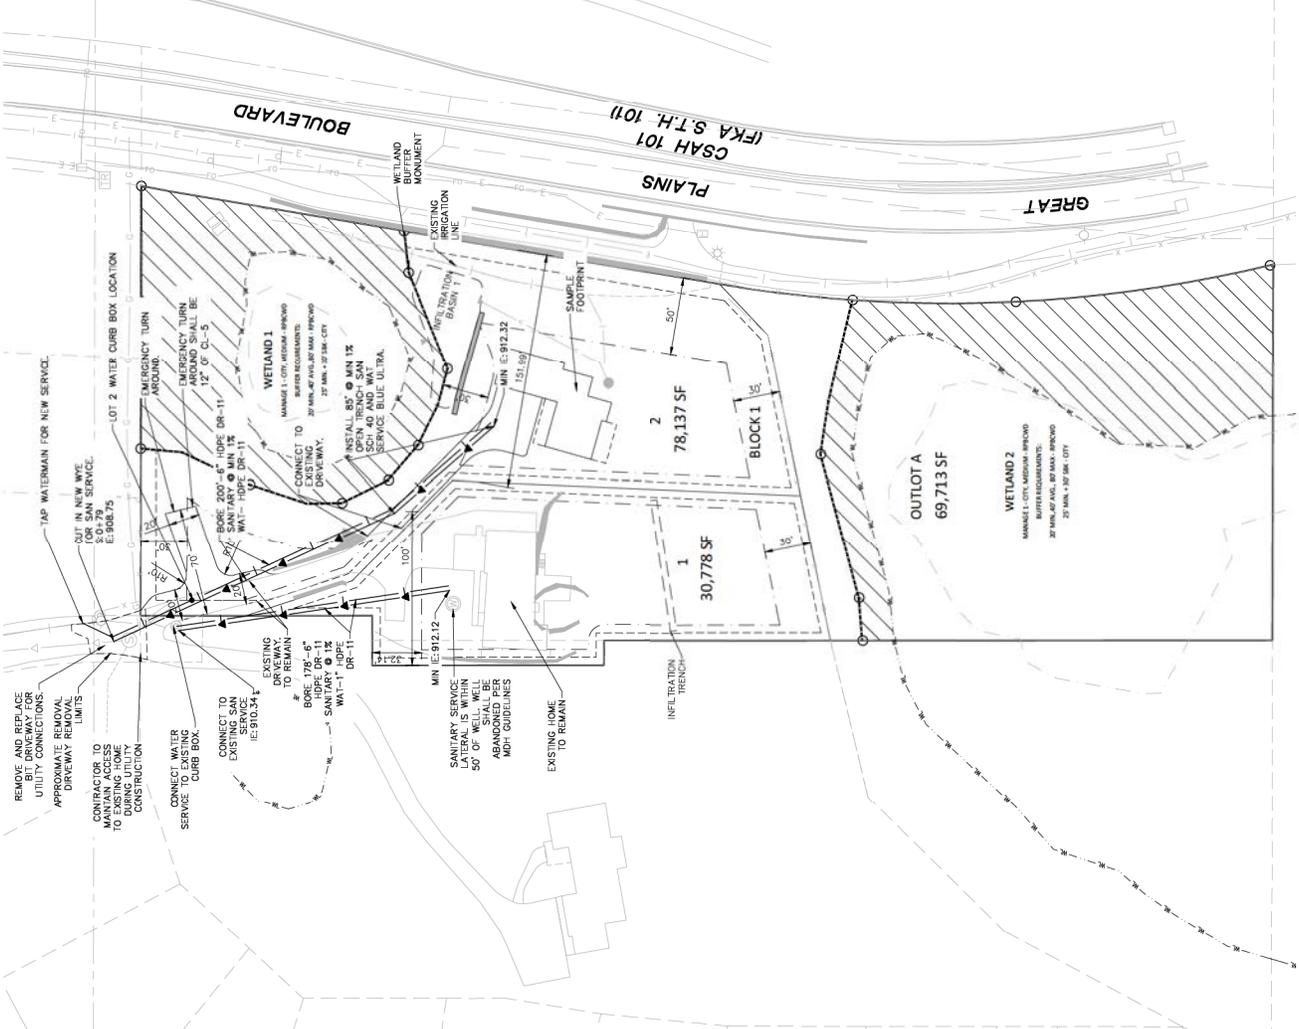 BOULEVARD
(FKA S.T.H. 101)
CSAH 101
PLAINS
GREAT
TAP WATERMAIN FOR NEW SERVICE.
CUT IN NEW WYE
FOR SAN SERVICE.
S: 0+79
E: 908.75
LOT 2 WATER CURB BOX LOCATION
EMERGENCY TURN
AROUND.
EMERGENCY TURN
AROUND SHALL BE
12" OF CL-5
BORE 200'-6" HDPE DR-11
SANITARY @ MIN 1%
WAT- HDPE DR-11
WETLAND 1
MANAGE 1 - CITY, MEDIUM - RPBCWD
BUFFER REQUIREMENTS:
20' MIN, 40' AVG, 80' MAX - RPBCWD
25' MIN. + 30' SBK - CITY
CONNECT TO
EXISTING
DRIVEWAY.
INSTALL 85' @ MIN 1%
OPEN TRENCH SAN
SCH 40 AND WAT
SERVICE BLUE ULTRA.
WETLAND
BUFFER
MONUMENT
EXISTING
IRRIGATION
LINE
INFILTRATION
BASIN 1
MIN IE: 912.32
151.99'
SAMPLE
FOOTPRINT
50'
2
78,137 SF
BLOCK 1
1
30,778 SF
30'
OUTLOT A
69,713 SF
WETLAND 2
MANAGE 1 - CITY, MEDIUM - RPBCWD
BUFFER REQUIREMENTS:
20' MIN, 40' AVG, 80' MAX - RPBCWD
25' MIN. + 30' SBK - CITY
20'
70'
20'
100'
32.14'
MIN IE: 912.12
REMOVE AND REPLACE
BIT DRIVEWAY FOR
UTILITY CONNECTIONS.
APPROXIMATE REMOVAL
DRIVEWAY REMOVAL
LIMITS
CONTRACTOR TO
MAINTAIN ACCESS
TO EXISTING HOME
DURING UTILITY
CONSTRUCTION
CONNECT WATER
SERVICE TO EXISTING
CURB BOX.
CONNECT TO
EXISTING SAN
SERVICE
IE: 910.34
EXISTING
DRIVEWAY.
TO REMAIN
BORE 178'-6"
HDPE DR-11
SANITARY @ 1%
WAT-1" HDPE
DR-11
SANITARY SERVICE
LATERAL IS WITHIN
50' OF WELL. WELL
SHALL BE
ABANDONED PER
MDH GUIDELINES
EXISTING HOME
TO REMAIN
INFILTRATION
TRENCH